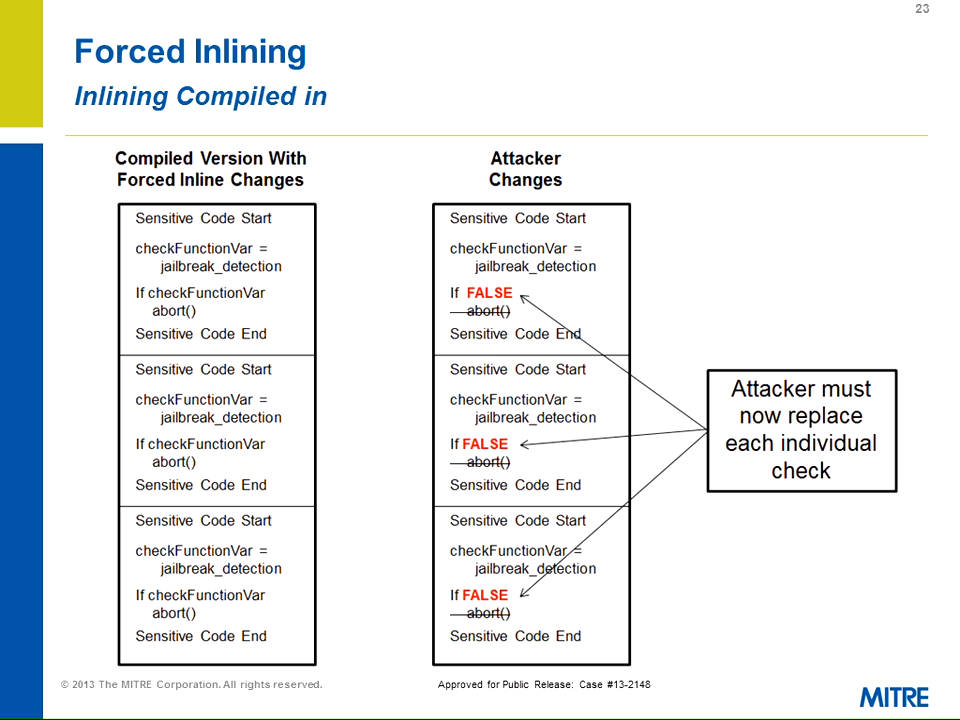 23
Forced Inlining
Inlining Compiled in
Compiled Version With
Forced Inline Changes
Sensitive Code Start
checkFunctionVar =
jailbreak_detection
If checkFunctionVar
abort()
Sensitive Code End
Sensitive Code Start
checkFunctionVar =
jailbreak_detection
If checkFunctionVar
abort()
Sensitive Code End
Sensitive Code Start
checkFunctionVar =
jailbreak_detection
If checkFunctionVar
abort()
Sensitive Code End
Attacker
Changes
Sensitive Code Start
checkFunctionVar =
jailbreak_detection
If FALSE
abort()
Sensitive Code End
Sensitive Code Start
checkFunctionVar =
jailbreak_detection
If FALSE
abort()
Sensitive Code End
Sensitive Code Start
checkFunctionVar =
jailbreak_detection
If FALSE
abort()
Sensitive Code End
Attacker must
now replace
each individual
check
© 2013 The MITRE Corporation. All rights reserved.
Approved for Public Release: Case #13-2148
MITRE